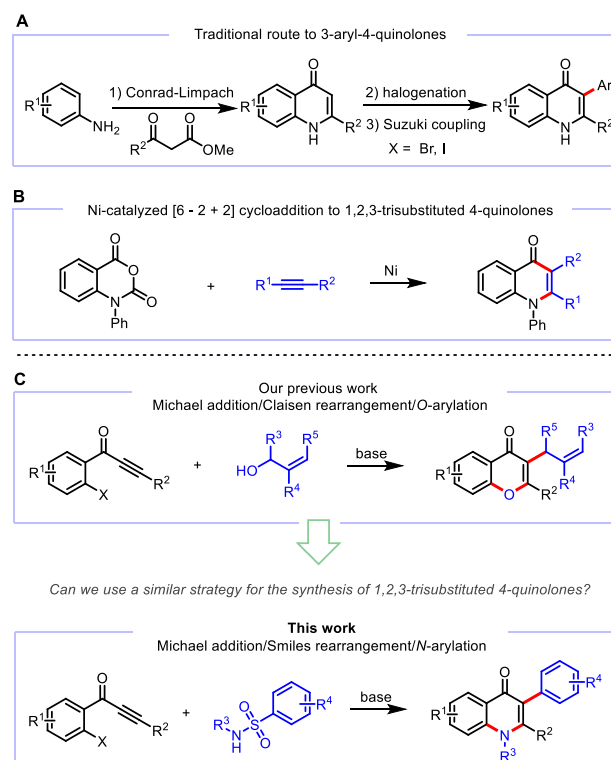 A
Traditional route to 3-aryl-4-quinolones
R1
NH2
1) Conrad-Limpach
O
R2
O
OMe
O
R1
N
H
R2
2) halogenation
3) Suzuki coupling
X = Br, I
O
Ar
R1
N
H
R2
B
Ni-catalyzed [6 - 2 + 2] cycloaddition to 1,2,3-trisubstituted 4-quinolones
O
O
N
O
Ph
+
R1
R2
Ni
O
R2
N
R1
Ph
C
Our previous work
Michael addition/Claisen rearrangement/O-arylation
O
R1
X
R2
+
R3
R5
HO
R4
base
R5
R3
O
R4
R1
O
R2
Can we use a similar strategy for the synthesis of 1,2,3-trisubstituted 4-quinolones?
This work
Michael addition/Smiles rearrangement/N-arylation
O
R1
X
R2
+
R4
R3
S
O
N
H
O
base
O
R4
R1
N
R2
R3